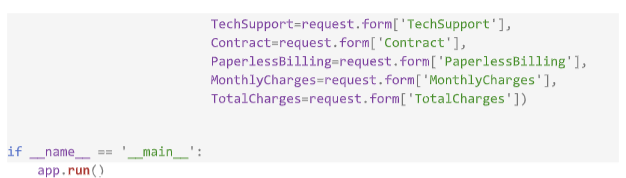 TechSupport=request.form['TechSupport'],
Contract=request.form['Contract'],
PaperlessBilling=request.form['PaperlessBilling'],
MonthlyCharges=request.form['MonthlyCharges'],
TotalCharges=request.form['TotalCharges'])
if __name__ == '__main__':
app.run()